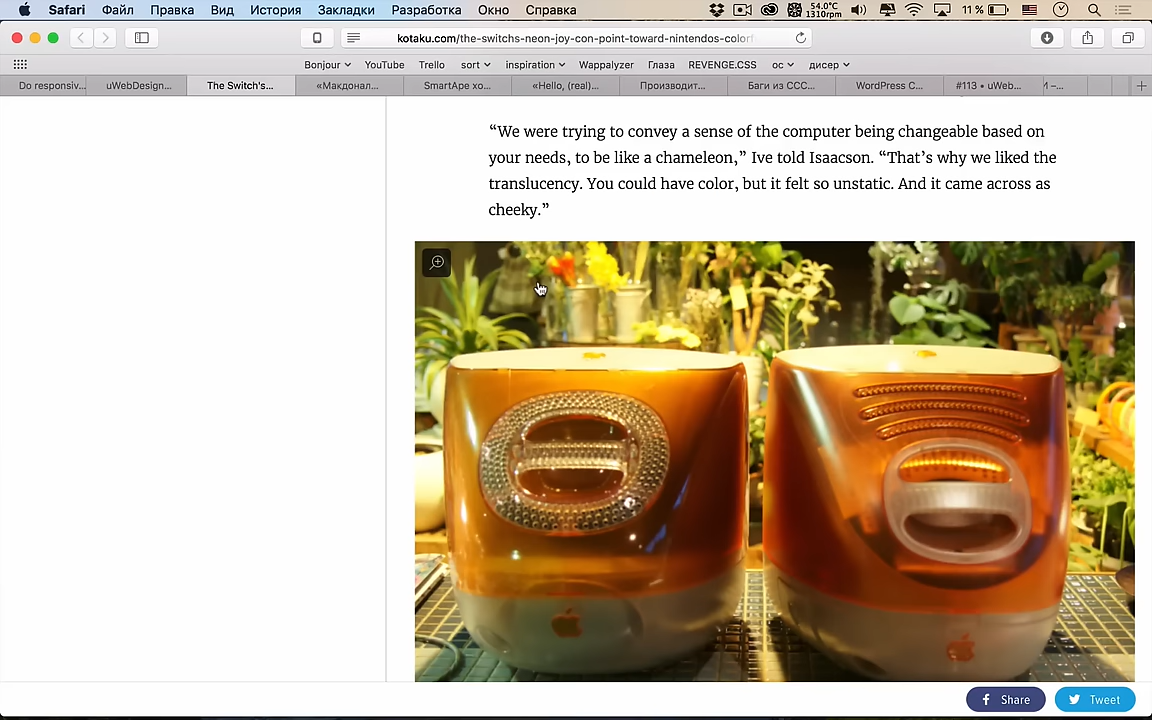 Safari Файл Правка Вид История Закладки Разработка Окно Справка 54.0°C 1310rpm 11 %
kotaku.com/the-switchs-neon-joy-con-point-toward-nintendos-colorf
Bonjour YouTube Trello sort inspiration Wappalyzer Глаза REVENGE.CSS ос дисер
Do responsiv... uWebDesign... The Switch's... «Макдонал... SmartApe хо... «Hello, (real)... Производит... Баги из ССС... WordPress C... #113 • uWeb...
“We were trying to convey a sense of the computer being changeable based on
your needs, to be like a chameleon,” Ive told Isaacson. “That’s why we liked the
translucency. You could have color, but it felt so unstatic. And it came across as
cheeky.”
Share Tweet